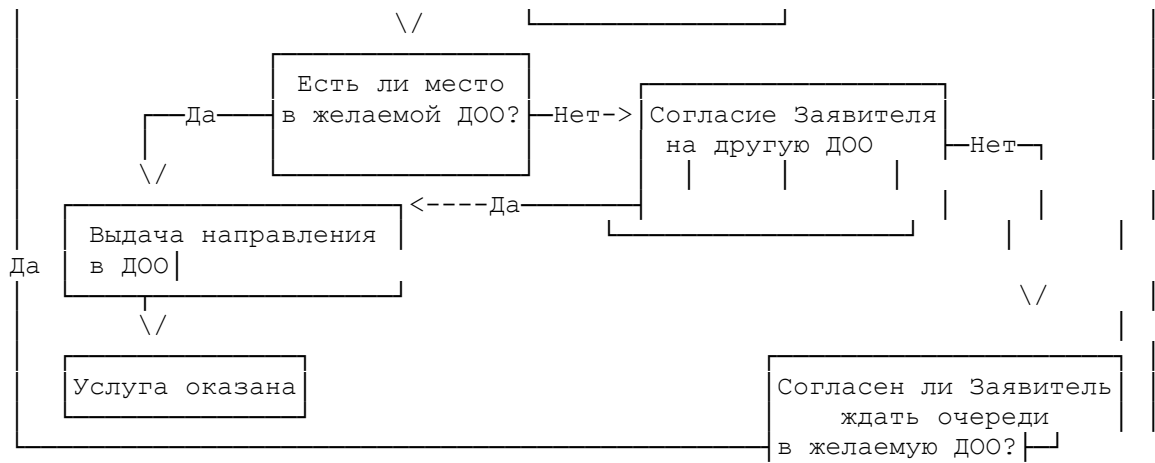 Есть ли место
Да в желаемой ДОО? Нет-> Согласие Заявителя
на другую ДОО Нет
<----Да
Выдача направления
Да в ДОО
Услуга оказана Согласен ли Заявитель
ждать очереди
в желаемую ДОО?